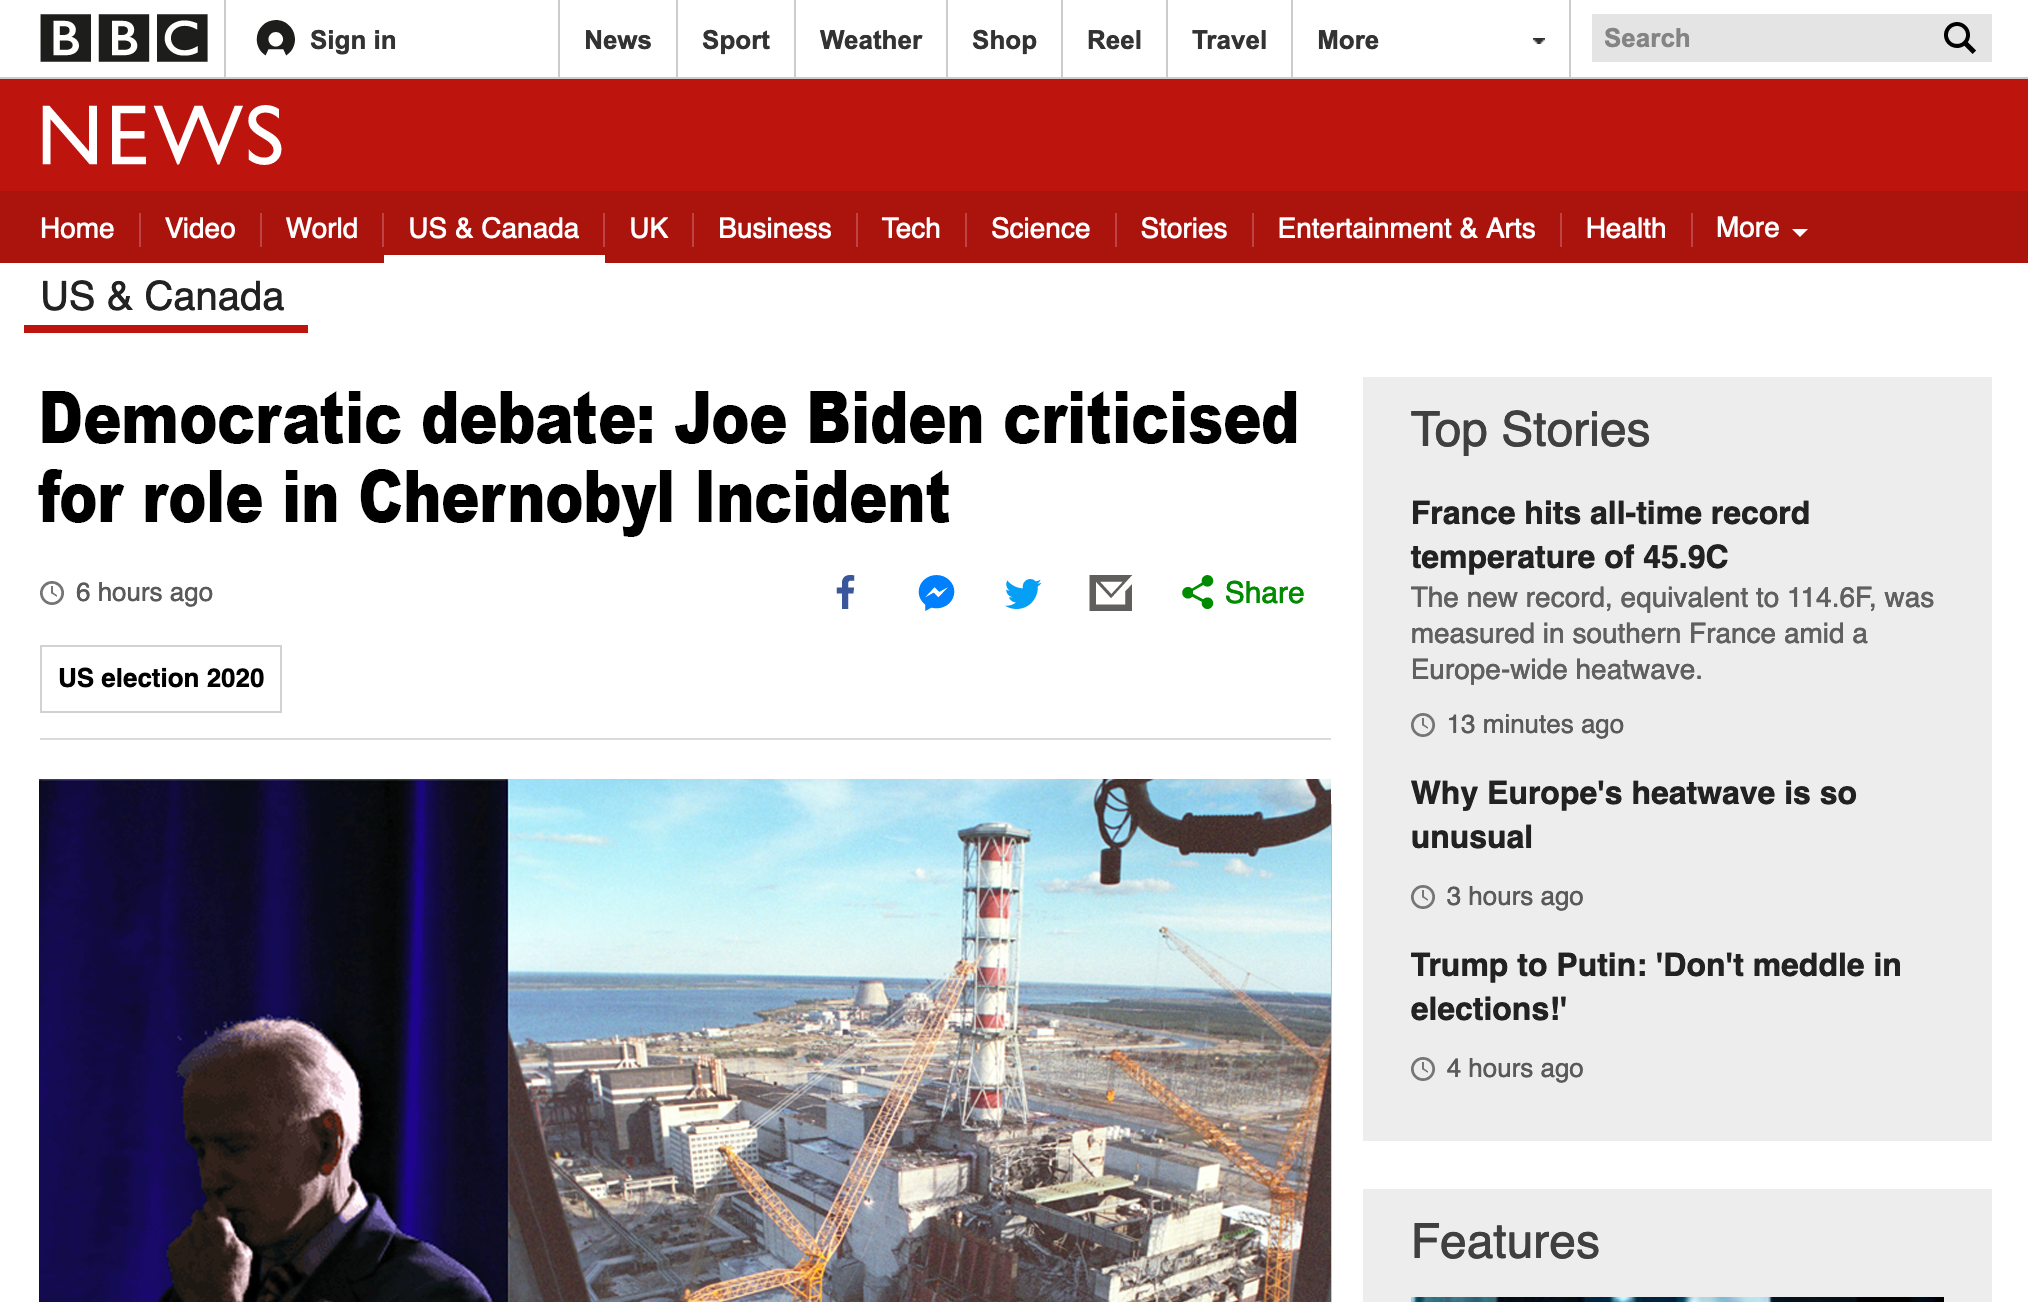 BBC
Sign in
News
Sport
Weather
Shop
Reel
Travel
More
Search
NEWS
Home
Video
World
US & Canada
UK
Business
Tech
Science
Stories
Entertainment & Arts
Health
More
US & Canada
Democratic debate: Joe Biden criticised
for role in Chernobyl Incident
6 hours ago
Share
US election 2020
Top Stories
France hits all-time record
temperature of 45.9C
The new record, equivalent to 114.6F, was
measured in southern France amid a
Europe-wide heatwave.
13 minutes ago
Why Europe's heatwave is so
unusual
3 hours ago
Trump to Putin: 'Don't meddle in
elections!'
4 hours ago
Features